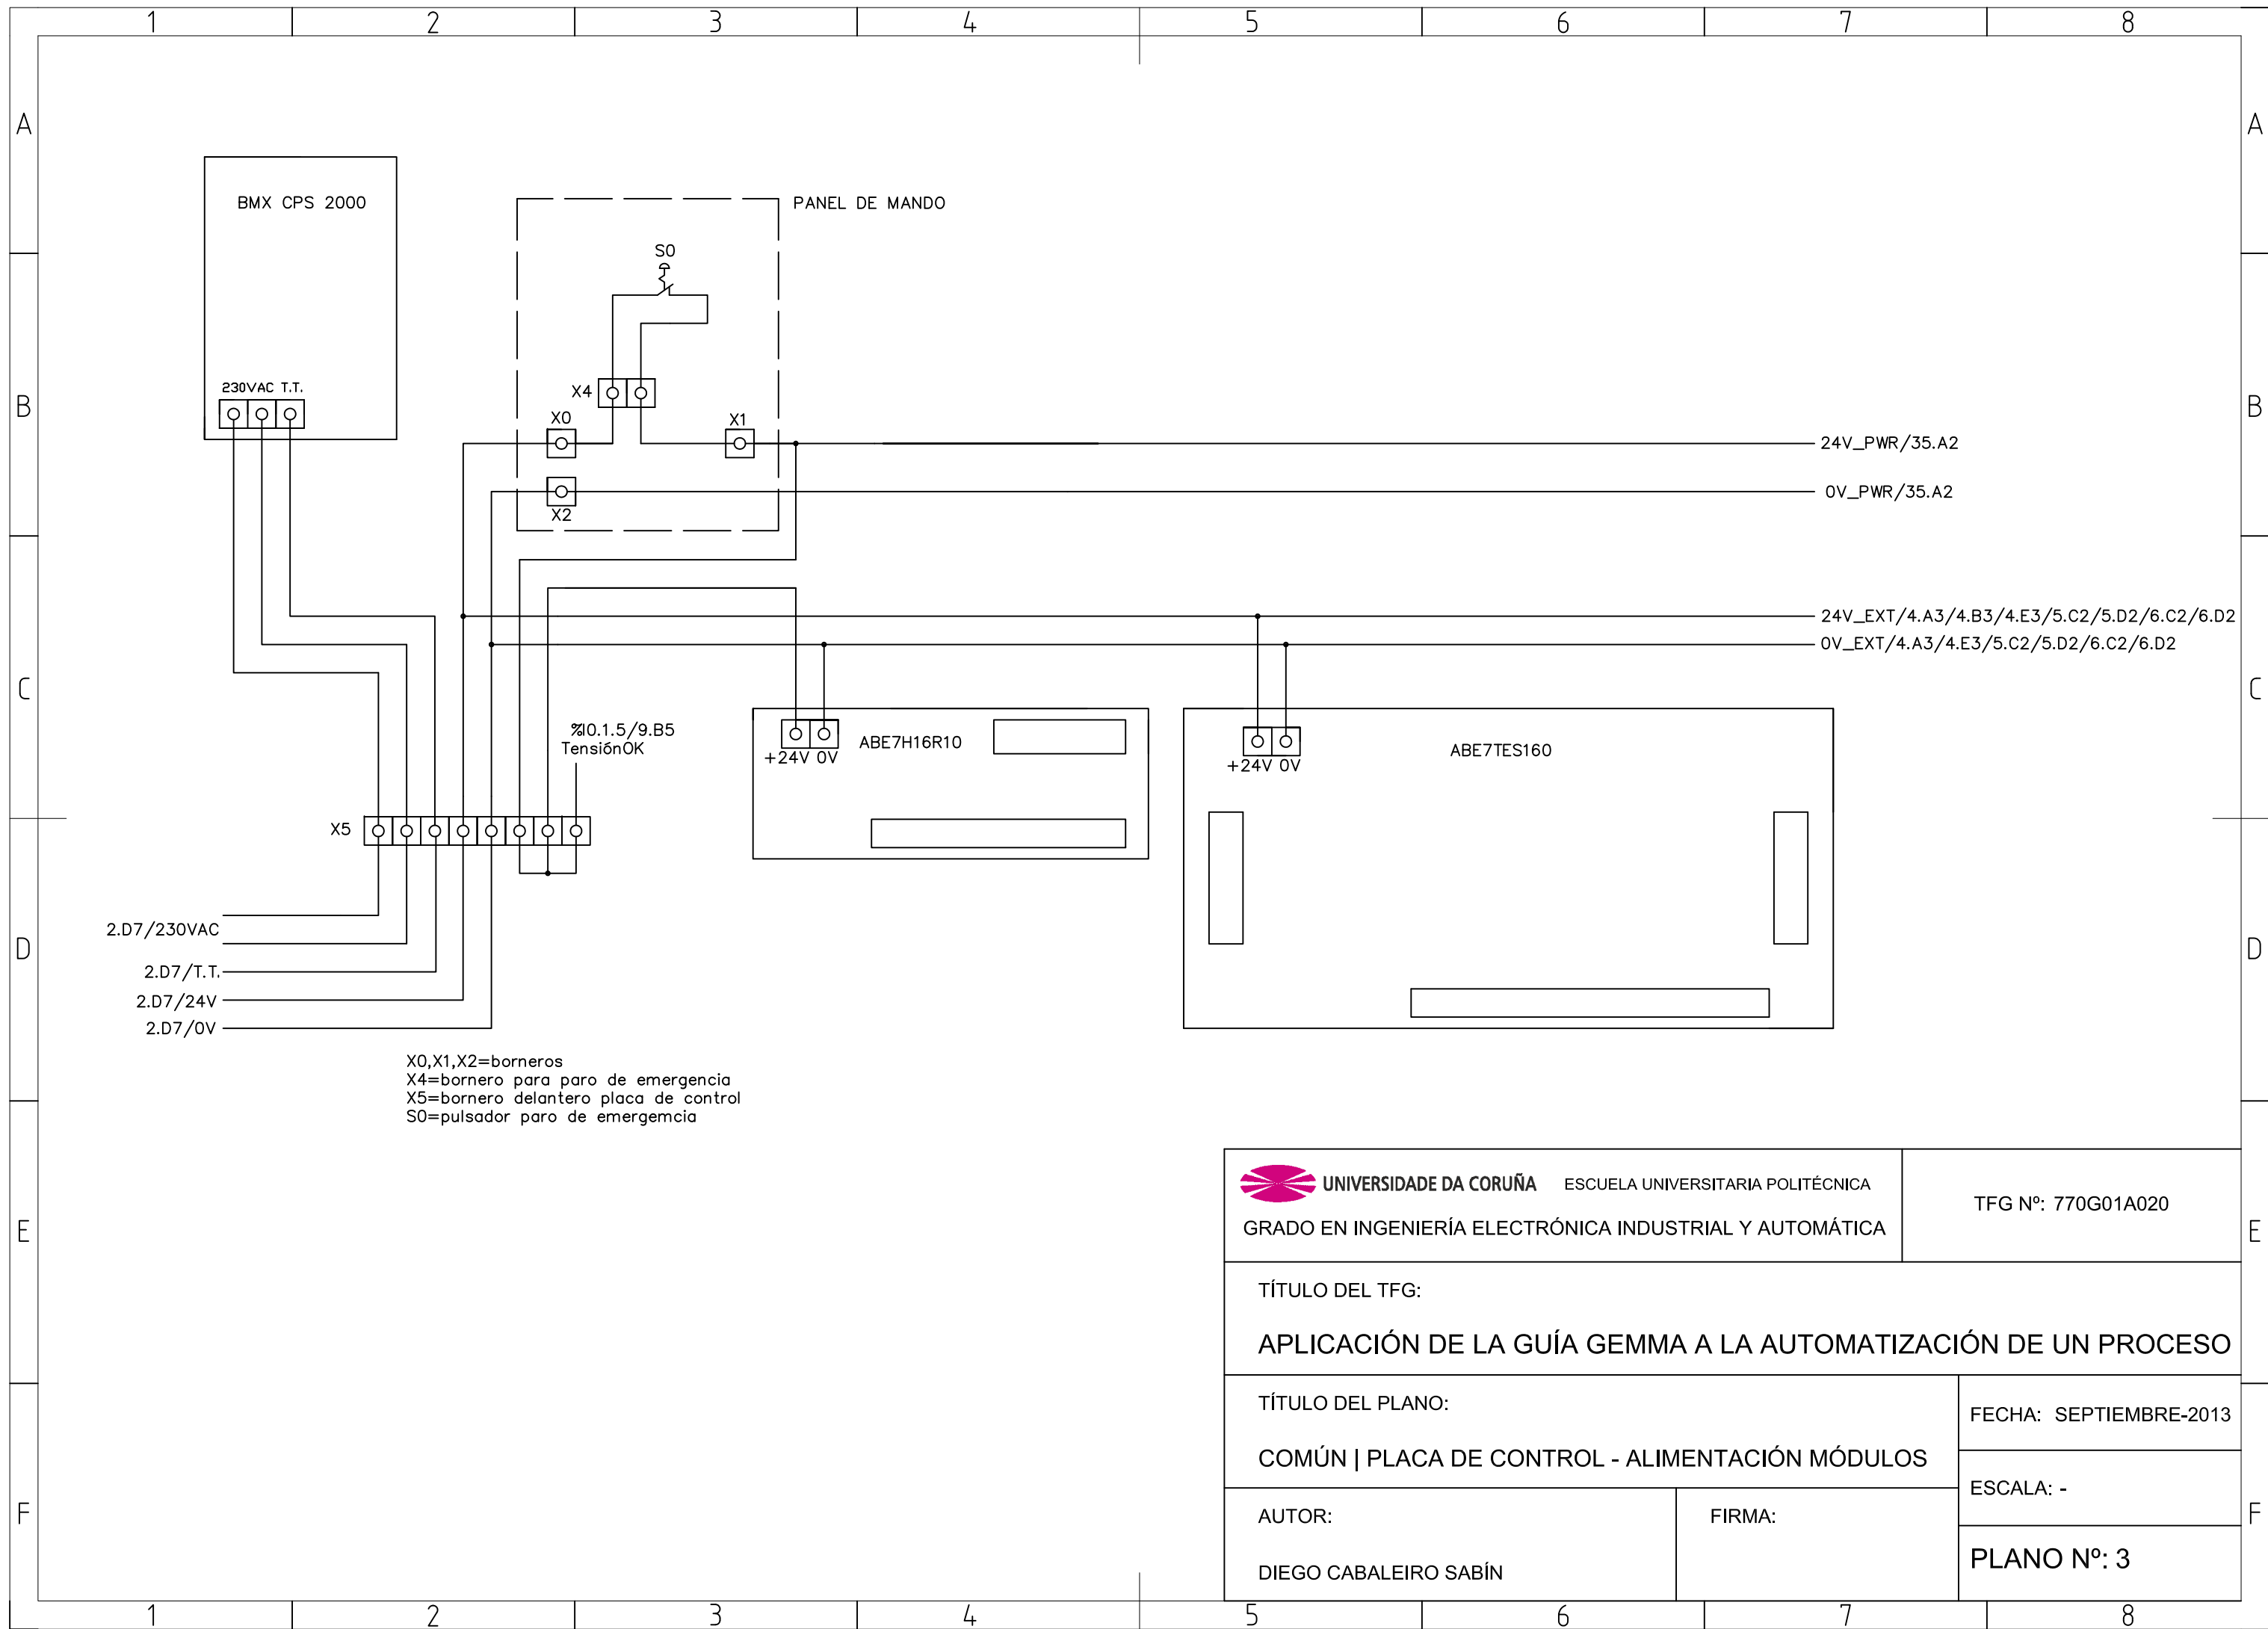 1 2 3 4 5 6 7 8
A A
BMX CPS 2000
PANEL DE MANDO
S0
230VAC T.T.
X4
B B
X0 X1
24V_PWR/35.A2
0V_PWR/35.A2
X2
24V_EXT/4.A3/4.B3/4.E3/5.C2/5.D2/6.C2/6.D2
0V_EXT/4.A3/4.E3/5.C2/5.D2/6.C2/6.D2
C C
%I0.1.5/9.B5
TensiónOK
ABE7H16R10
+24V 0V
ABE7TES160
+24V 0V
X5
2.D7/230VAC
D D
2.D7/T.T.
2.D7/24V
2.D7/0V
X0,X1,X2=borneros
X4=bornero para paro de emergencia
X5=bornero delantero placa de control
S0=pulsador paro de emergemcia
UNIVERSIDADE DA CORUÑA ESCUELA UNIVERSITARIA POLITÉCNICA
TFG Nº: 770G01A020
GRADO EN INGENIERÍA ELECTRÓNICA INDUSTRIAL Y AUTOMÁTICA
E E
TÍTULO DEL TFG:
APLICACIÓN DE LA GUÍA GEMMA A LA AUTOMATIZACIÓN DE UN PROCESO
TÍTULO DEL PLANO:
FECHA: SEPTIEMBRE-2013
COMÚN | PLACA DE CONTROL - ALIMENTACIÓN MÓDULOS
ESCALA: -
F F
AUTOR: FIRMA:
PLANO Nº: 3
DIEGO CABALEIRO SABÍN
1 2 3 4 5 6 7 8